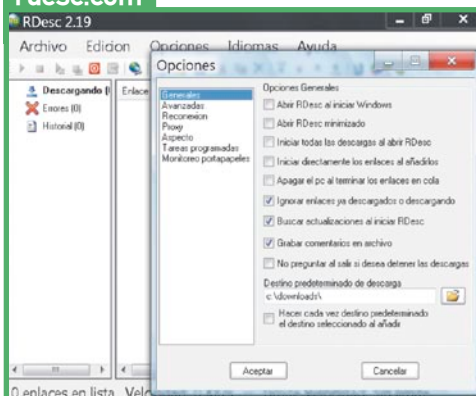 rdesc.com
RDesc 2.19
Archivo Edicion Opciones Idiomas Ayuda
Descargando
Enlace
Errores (0)
Historial (0)
Opciones
Generales
Avanzadas
Reconexion
Proxy
Aspecto
Tareas programadas
Monitoreo portapapeles
Opciones Generales
Abrir RDesc al iniciar Windows
Abrir RDesc minimizado
Iniciar todas las descargas al abrir RDesc
Iniciar directamente los enlaces al añadirlos
Apagar el pc al terminar los enlaces en cola
Ignorar enlaces ya descargados o descargando
Buscar actualizaciones al iniciar RDesc
Grabar comentarios en archivo
No preguntar al salir si desea detener las descargas
Destino predeterminado de descarga
c:\downloads\
Hacer cada vez destino predeterminado
el destino seleccionado al añadir
Aceptar Cancelar
0 enlaces en lista